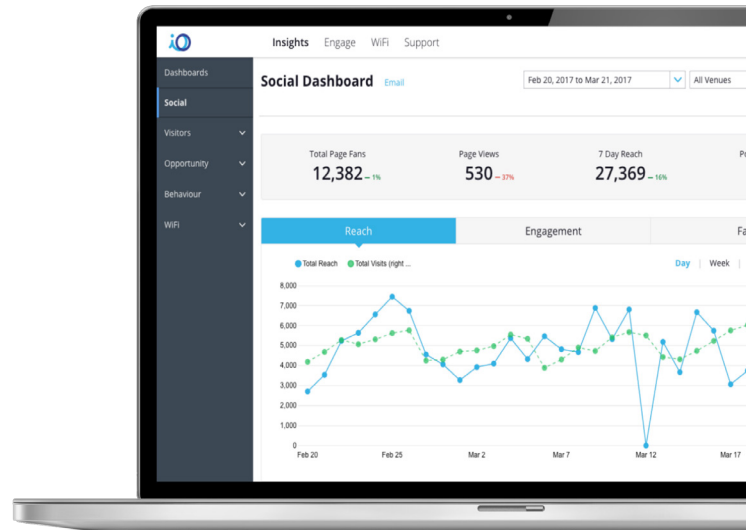 iO
Insights Engage WiFi Support
Dashboards
Social
Visitors
Opportunity
Behaviour
WiFi
Social Dashboard Email
Feb 20, 2017 to Mar 21, 2017
All Venues
Total Page Fans
12,382 – 1%
Page Views
530 – 37%
7 Day Reach
27,369 – 16%
Po
Reach Engagement Fa
Total Reach Total Visits (right ...
Day | Week |
8,000
7,000
6,000
5,000
4,000
3,000
2,000
1,000
0
Feb 20 Feb 25 Mar 2 Mar 7 Mar 12 Mar 17